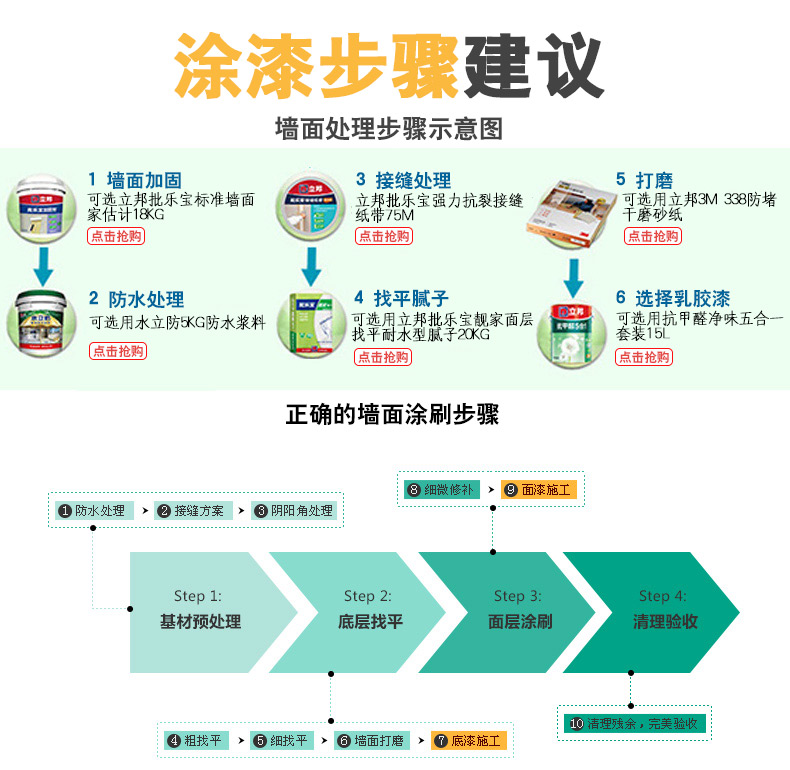 涂漆步骤建议
墙面处理步骤示意图
1 墙面加固
可选立邦批乐宝标准墙面
家估计18KG
点击抢购
2 防水处理
可选用水立防5KG防水浆料
点击抢购
3 接缝处理
立邦批乐宝强力抗裂接缝
纸带75M
点击抢购
4 找平腻子
可选用立邦批乐宝靓家面层
找平耐水型腻子20KG
点击抢购
5 打磨
可选用立邦3M 338防堵
干磨砂纸
点击抢购
6 选择乳胶漆
可选用抗甲醛净味五合一
套装15L
点击抢购
立邦
立邦
立邦
正确的墙面涂刷步骤
8 细微修补 > 9 面漆施工
1 防水处理 > 2 接缝方案 > 3 阴阳角处理
Step 1:
基材预处理
Step 2:
底层找平
Step 3:
面层涂刷
Step 4:
清理验收
4 粗找平 > 5 细找平 > 6 墙面打磨 > 7 底漆施工
10 清理残余，完美验收